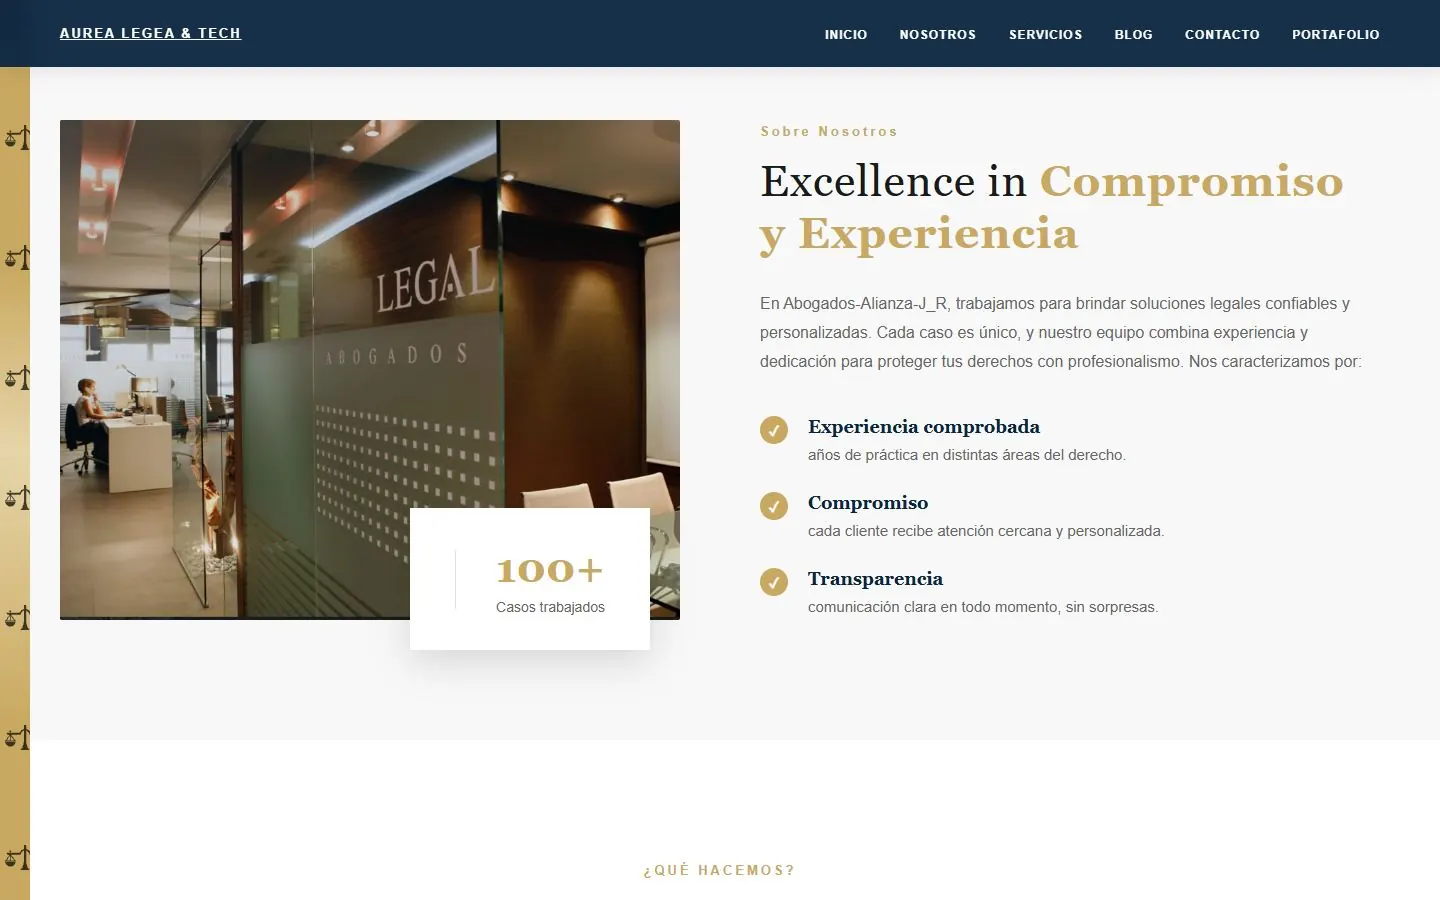 AUREA LEGEA & TECH
INICIO
NOSOTROS
SERVICIOS
BLOG
CONTACTO
PORTAFOLIO
LEGAL
ABOGADOS
100+
Casos trabajados
Sobre Nosotros
Excellence in Compromiso
y Experiencia
En Abogados-Alianza-J_R, trabajamos para brindar soluciones legales confiables y
personalizadas. Cada caso es único, y nuestro equipo combina experiencia y
dedicación para proteger tus derechos con profesionalismo. Nos caracterizamos por:
Experiencia comprobada
años de práctica en distintas áreas del derecho.
Compromiso
cada cliente recibe atención cercana y personalizada.
Transparencia
comunicación clara en todo momento, sin sorpresas.
¿QUÉ HACEMOS?